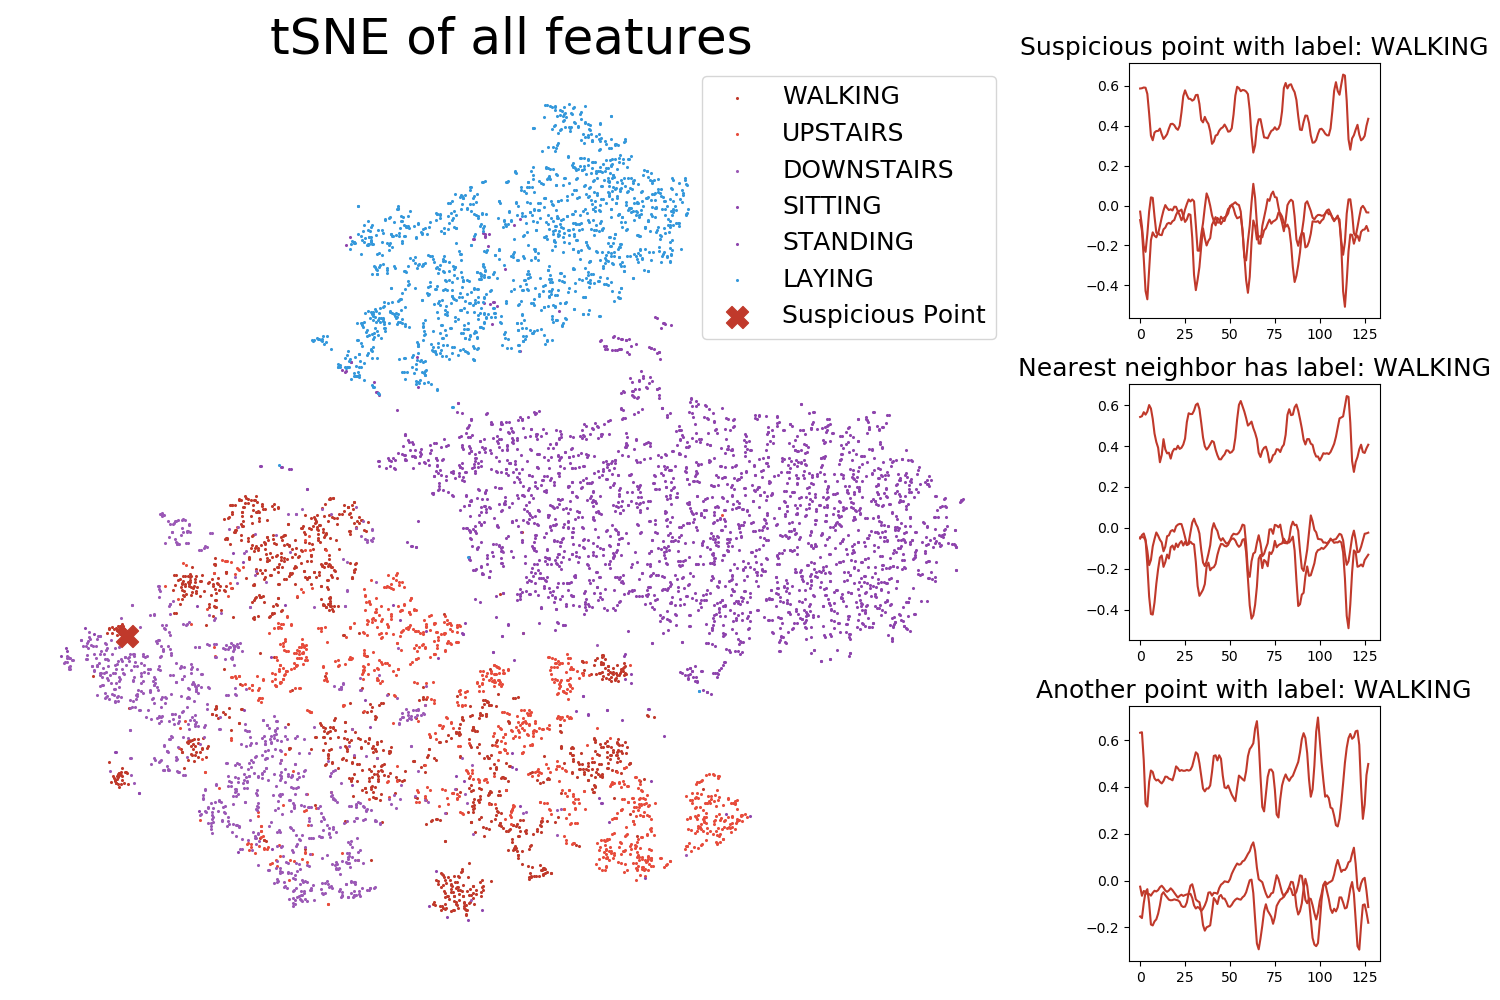 tSNE of all features
WALKING
UPSTAIRS
DOWNSTAIRS
SITTING
STANDING
LAYING
Suspicious Point
Suspicious point with label: WALKING
0.6
0.4
0.2
0.0
−0.2
−0.4
0 25 50 75 100 125
Nearest neighbor has label: WALKING
0.6
0.4
0.2
0.0
−0.2
−0.4
0 25 50 75 100 125
Another point with label: WALKING
0.6
0.4
0.2
0.0
−0.2
0 25 50 75 100 125